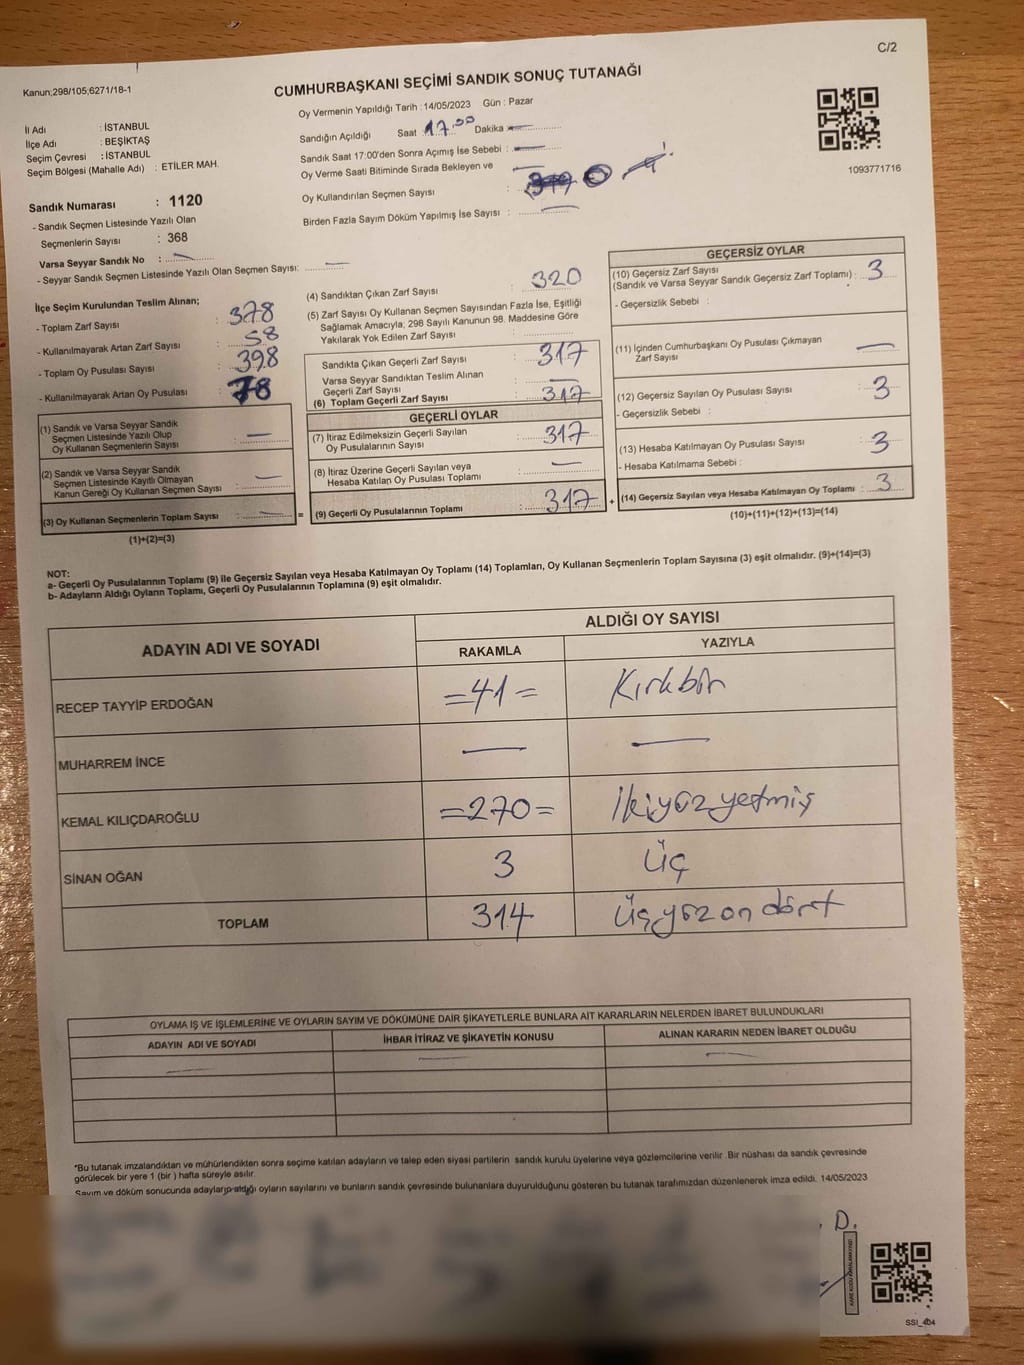 C/2
Kanun;298/105;6271/18-1
CUMHURBAŞKANI SEÇİMİ SANDIK SONUÇ TUTANAĞI
Oy Vermenin Yapıldığı Tarih : 14/05/2023 Gün : Pazar
İl Adı : İSTANBUL
İlçe Adı : BEŞİKTAŞ
Seçim Çevresi : İSTANBUL
Seçim Bölgesi (Mahalle Adı) : ETİLER MAH.
Sandığın Açıldığı Saat : 17.00 Dakika : —
Sandık Saat 17:00'den Sonra Açımış İse Sebebi : —
Oy Verme Saati Bitiminde Sırada Bekleyen ve
Oy Kullandırılan Seçmen Sayısı : 0
Birden Fazla Sayım Döküm Yapılmış İse Sayısı : —
1093771716
Sandık Numarası : 1120
- Sandık Seçmen Listesinde Yazılı Olan
Seçmenlerin Sayısı : 368
Varsa Seyyar Sandık No : —
- Seyyar Sandık Seçmen Listesinde Yazılı Olan Seçmen Sayısı: —
İlçe Seçim Kurulundan Teslim Alınan;
- Toplam Zarf Sayısı : 378
- Kullanılmayarak Artan Zarf Sayısı : 58
- Toplam Oy Pusulası Sayısı : 398
- Kullanılmayarak Artan Oy Pusulası : 78
(1) Sandık ve Varsa Seyyar Sandık
Seçmen Listesinde Yazılı Olup
Oy Kullanan Seçmenlerin Sayısı : —
(2) Sandık ve Varsa Seyyar Sandık
Seçmen Listesinde Kayıtlı Olmayan
Kanun Gereği Oy Kullanan Seçmen Sayısı : —
(3) Oy Kullanan Seçmenlerin Toplam Sayısı : —
=
(1)+(2)=(3)
(4) Sandıktan Çıkan Zarf Sayısı : 320
(5) Zarf Sayısı Oy Kullanan Seçmen Sayısından Fazla İse, Eşitliği
Sağlamak Amacıyla, 298 Sayılı Kanunun 98. Maddesine Göre
Yakılarak Yok Edilen Zarf Sayısı :
Sandıkta Çıkan Geçerli Zarf Sayısı : 317
Varsa Seyyar Sandıktan Teslim Alınan
Geçerli Zarf Sayısı : —
(6) Toplam Geçerli Zarf Sayısı : 317
GEÇERLİ OYLAR
(7) İtiraz Edilmeksizin Geçerli Sayılan
Oy Pusulalarının Sayısı : 317
(8) İtiraz Üzerine Geçerli Sayılan veya
Hesaba Katılan Oy Pusulası Toplamı : —
(9) Geçerli Oy Pusulalarının Toplamı : 317
+
GEÇERSİZ OYLAR
(10) Geçersiz Zarf Sayısı
(Sandık ve Varsa Seyyar Sandık Geçersiz Zarf Toplamı) : 3
- Geçersizlik Sebebi :
(11) İçinden Cumhurbaşkanı Oy Pusulası Çıkmayan
Zarf Sayısı : —
(12) Geçersiz Sayılan Oy Pusulası Sayısı : 3
- Geçersizlik Sebebi :
(13) Hesaba Katılmayan Oy Pusulası Sayısı : 3
- Hesaba Katılmama Sebebi :
(14) Geçersiz Sayılan veya Hesaba Katılmayan Oy Toplamı : 3
(10)+(11)+(12)+(13)=(14)
NOT:
a- Geçerli Oy Pusulalarının Toplamı (9) ile Geçersiz Sayılan veya Hesaba Katılmayan Oy Toplamı (14) Toplamları, Oy Kullanan Seçmenlerin Toplam Sayısına (3) eşit olmalıdır. (9)+(14)=(3)
b- Adayların Aldığı Oyların Toplamı, Geçerli Oy Pusulalarının Toplamına (9) eşit olmalıdır.
ADAYIN ADI VE SOYADI
ALDIĞI OY SAYISI
RAKAMLA YAZIYLA
RECEP TAYYİP ERDOĞAN =41= Kırkbir
MUHARREM İNCE — —
KEMAL KILIÇDAROĞLU =270= İkiyüzyetmiş
SİNAN OĞAN 3 üç
TOPLAM 314 üçyüzondört
OYLAMA İŞ VE İŞLEMLERİNE VE OYLARIN SAYIM VE DÖKÜMÜNE DAİR ŞİKAYETLERLE BUNLARA AİT KARARLARIN NELERDEN İBARET BULUNDUKLARI
ADAYIN ADI VE SOYADI İHBAR İTİRAZ VE ŞİKAYETİN KONUSU ALINAN KARARIN NEDEN İBARET OLDUĞU
— — —
*Bu tutanak imzalandıktan ve mühürlendikten sonra seçime katılan adayların ve talep eden siyasi partilerin sandık kurulu üyelerine veya gözlemcilerine verilir .Bir nüshası da sandık çevresinde
görülecek bir yere 1 (bir ) hafta süreyle asılır.
Sayım ve döküm sonucunda adayların aldığı oyların sayılarını ve bunların sandık çevresinde bulunanlara duyurulduğunu gösteren bu tutanak tarafımızdan düzenlenerek imza edildi. 14/05/2023
D.
SSI_404